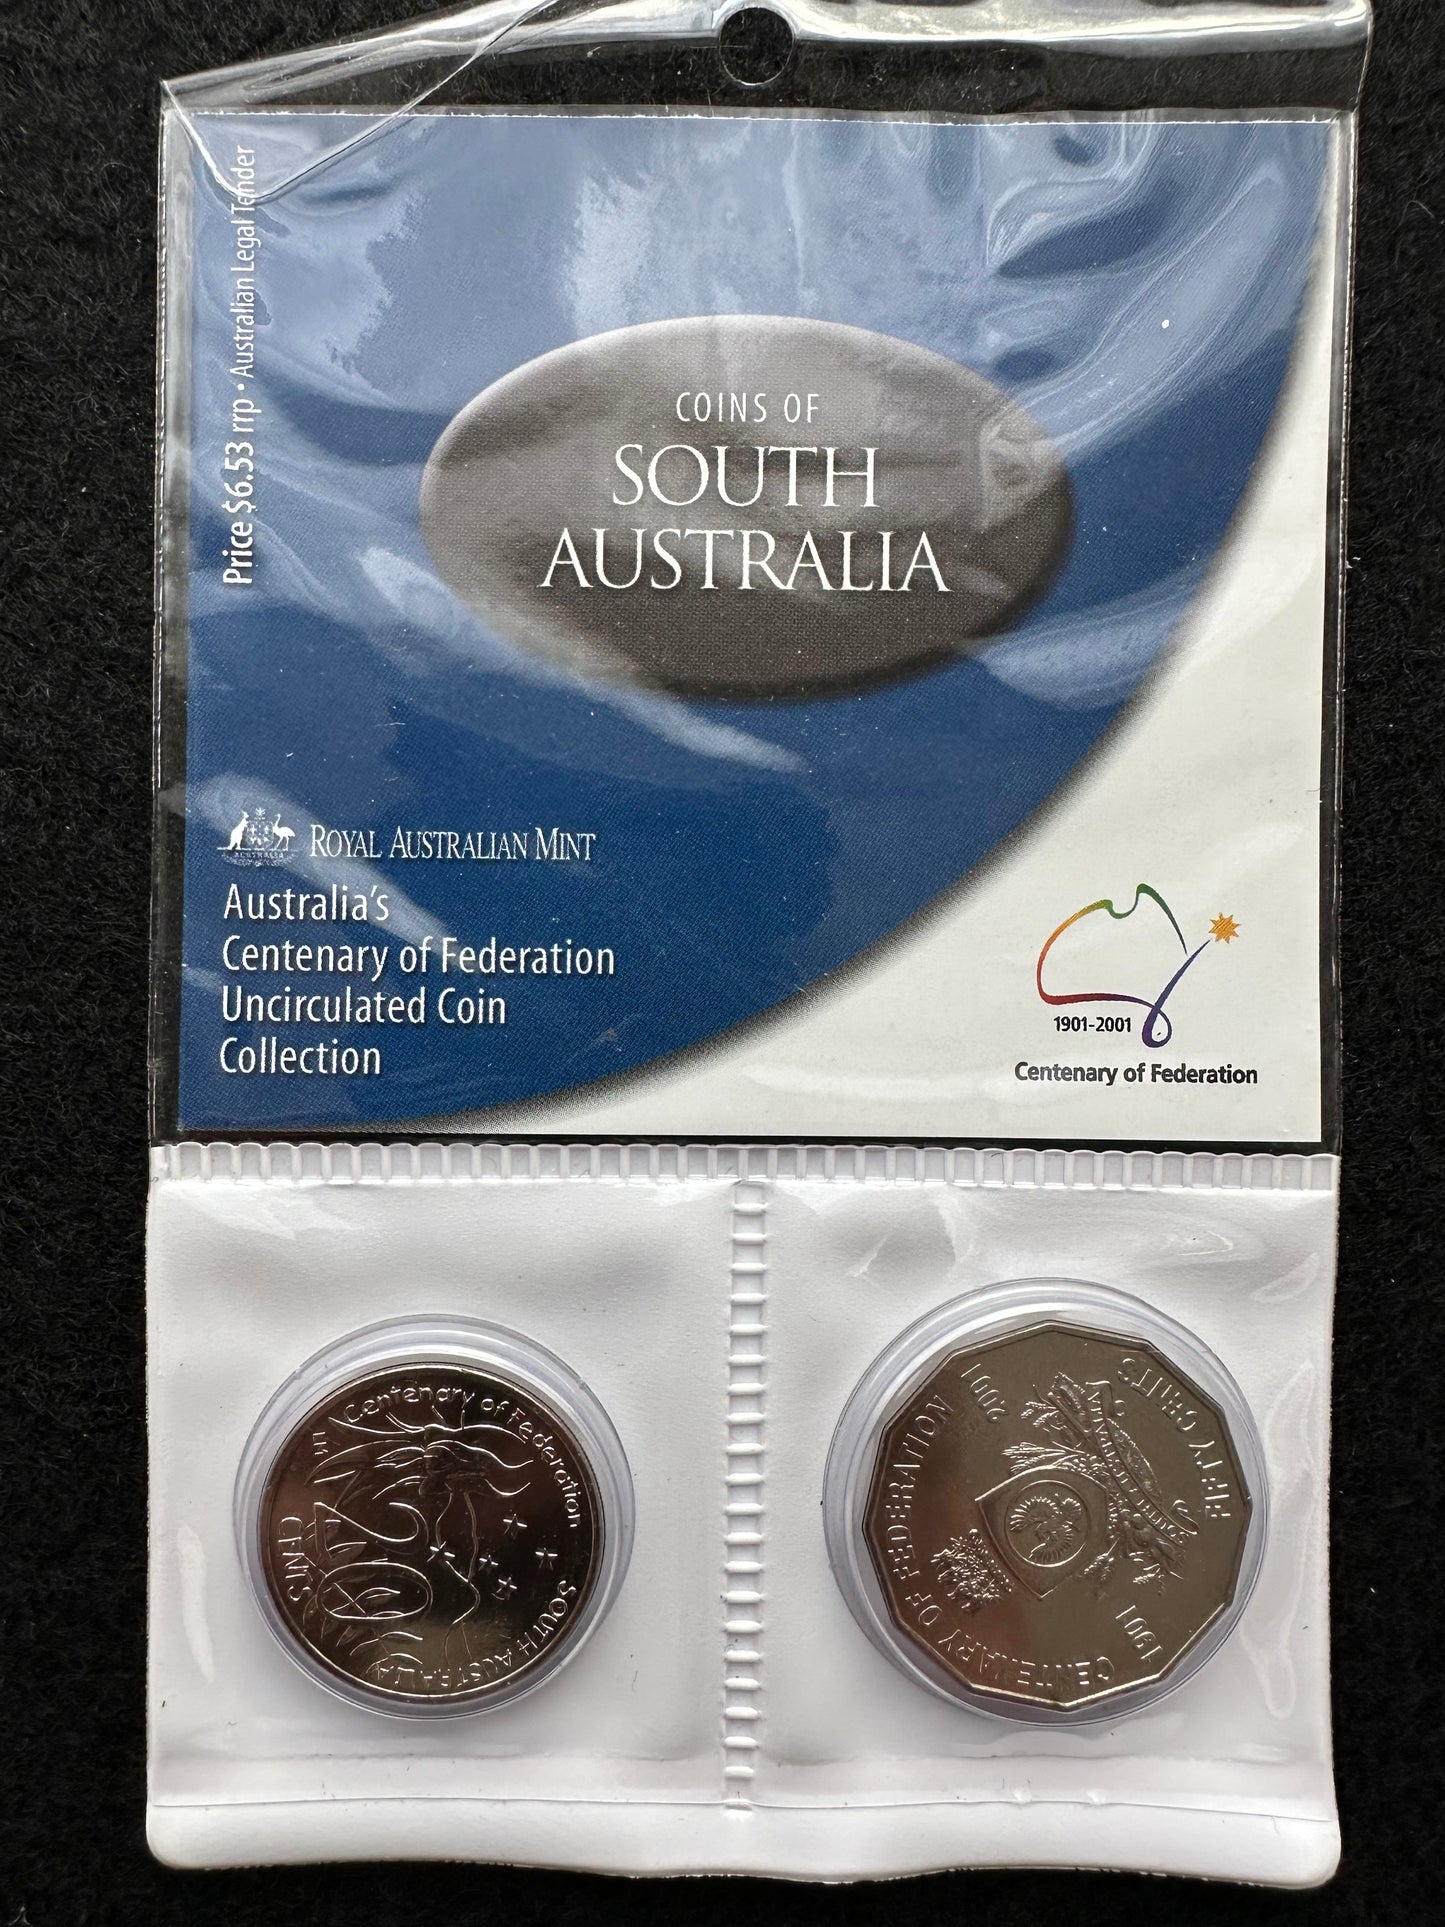 Price $6.53 rrp • Australian Legal Tender
COINS OF
SOUTH
AUSTRALIA
AUSTRALIA
ROYAL AUSTRALIAN MINT
Australia's
Centenary of Federation
Uncirculated Coin
Collection
1901-2001
Centenary of Federation
Centenary of Federation
SOUTH AUSTRALIA
20
CENTS
CENTENARY OF FEDERATION
1901
2001
FIFTY CENTS